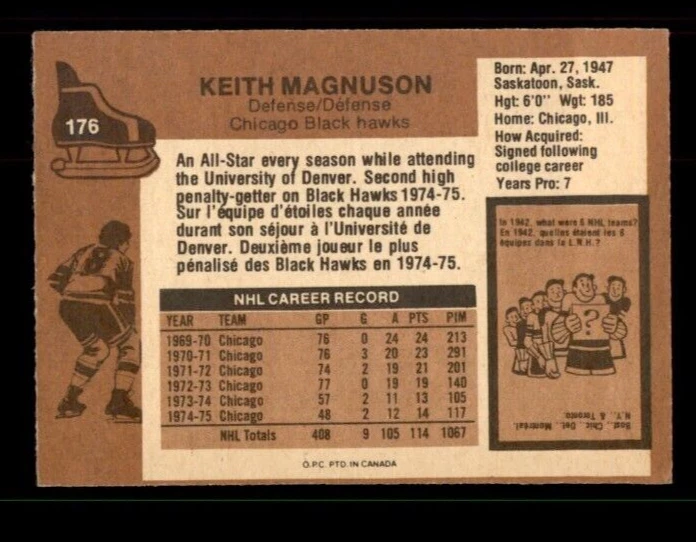 176
KEITH MAGNUSON
Defense/Défense
Chicago Black hawks
Born: Apr. 27, 1947
Saskatoon, Sask.
Hgt: 6'0" Wgt: 185
Home: Chicago, Ill.
How Acquired:
Signed following
college career
Years Pro: 7
An All-Star every season while attending
the University of Denver. Second high
penalty-getter on Black Hawks 1974-75.
Sur l'équipe d'étoiles chaque année
durant son séjour à l'Université de
Denver. Deuxième joueur le plus
pénalisé des Black Hawks en 1974-75.
NHL CAREER RECORD
YEAR TEAM GP G A PTS PIM
1969-70 Chicago 76 0 24 24 213
1970-71 Chicago 76 3 20 23 291
1971-72 Chicago 74 2 19 21 201
1972-73 Chicago 77 0 19 19 140
1973-74 Chicago 57 2 11 13 105
1974-75 Chicago 48 2 12 14 117
NHL Totals 408 9 105 114 1067
In 1942, what were 6 NHL teams?
En 1942, quelles étaient les 6
équipes dans la L.N.H.?
?
Bost., Chic., Det., Montréal,
N.Y. & Toronto.
O.P.C. PTD. IN CANADA